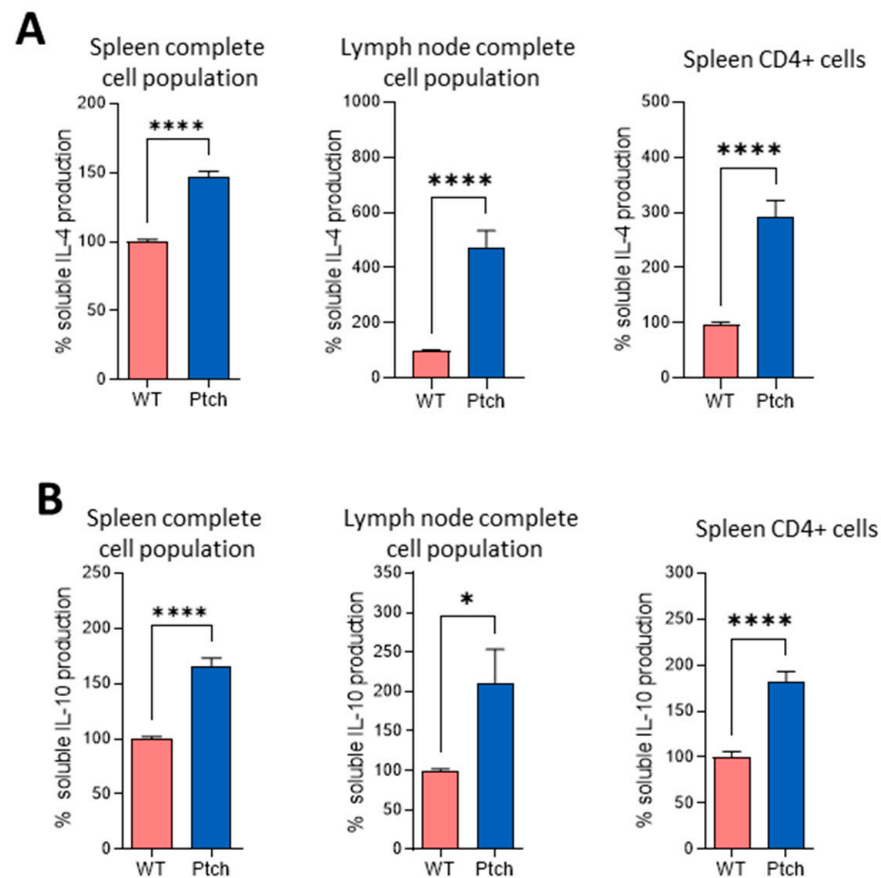 A
Spleen complete
cell population
% soluble IL-4 production
200
150
100
50
0
****
WT Ptch
Lymph node complete
cell population
% soluble IL-4 production
1000
800
600
400
200
0
****
WT Ptch
Spleen CD4+ cells
% soluble IL-4 production
500
400
300
200
100
0
****
WT Ptch
B
Spleen complete
cell population
% soluble IL-10 production
250
200
150
100
50
0
****
WT Ptch
Lymph node complete
cell population
% soluble IL-10 production
350
300
250
200
150
100
50
0
*
WT Ptch
Spleen CD4+ cells
% soluble IL-10 production
300
250
200
150
100
50
0
****
WT Ptch